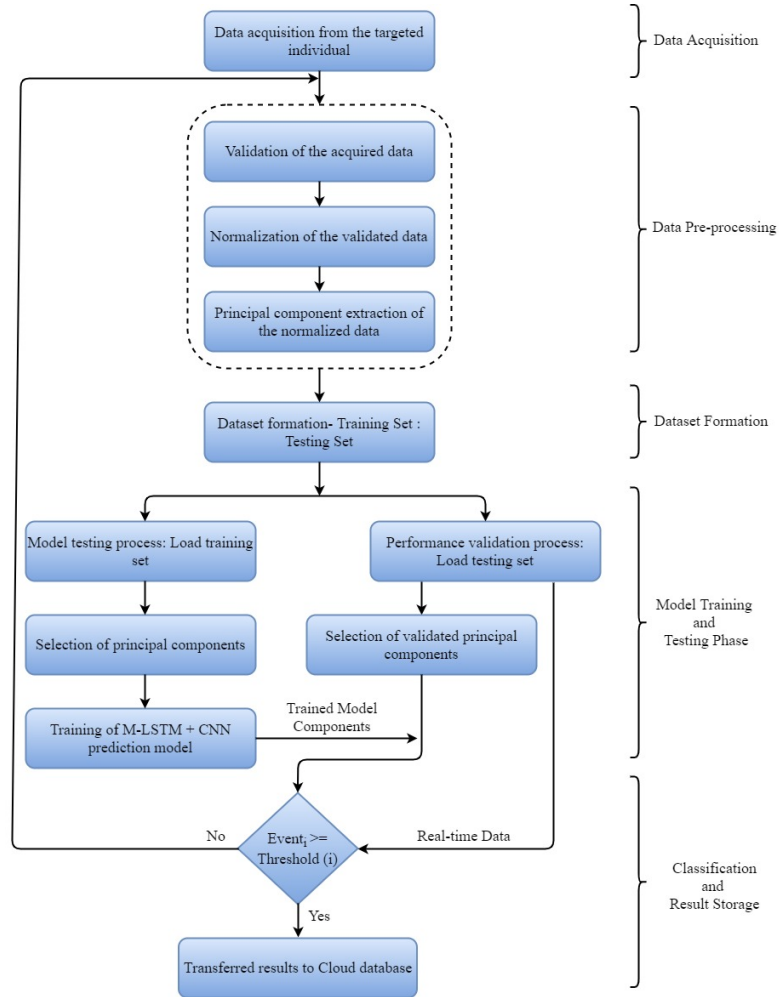 Data acquisition from the targeted
individual
Data Acquisition
Validation of the acquired data
Normalization of the validated data
Data Pre-processing
Principal component extraction of
the normalized data
Dataset formation- Training Set :
Testing Set
Dataset Formation
Model testing process: Load training
set
Performance validation process:
Load testing set
Selection of principal components
Selection of validated principal
components
Model Training
and
Testing Phase
Training of M-LSTM + CNN
prediction model
Trained Model
Components
No
Event_i >=
Threshold (i)
Real-time Data
Yes
Classification
and
Result Storage
Transferred results to Cloud database